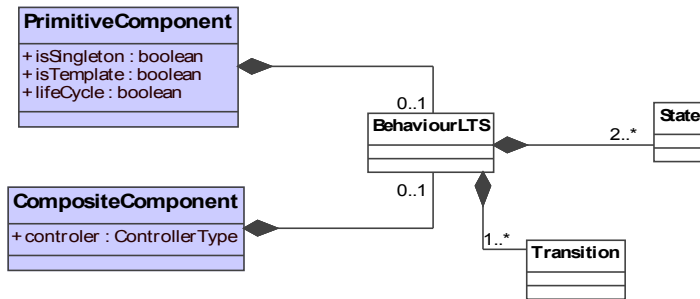 PrimitiveComponent
+ isSingleton : boolean
+ isTemplate : boolean
+ lifeCycle : boolean
0..1
BehaviourLTS
State
2..*
0..1
CompositeComponent
+ controler : ControllerType
1..*
Transition